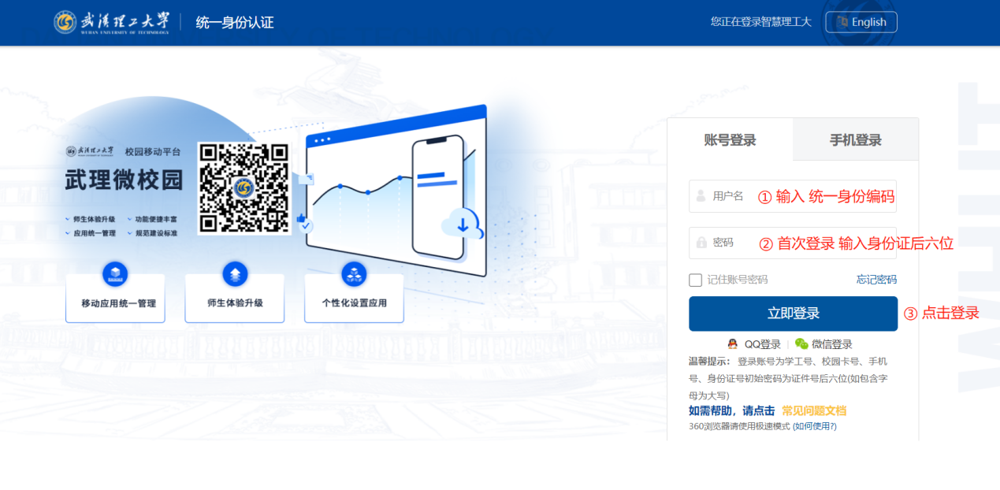 武汉理工大学
WUHAN UNIVERSITY OF TECHNOLOGY
统一身份认证
您正在登录智慧理工大
English
武汉理工大学 校园移动平台
武理微校园
师生体验升级 功能便捷丰富
应用统一管理 规范建设标准
移动应用统一管理
师生体验升级
个性化设置应用
账号登录
手机登录
用户名 ① 输入 统一身份编码
密码 ② 首次登录 输入身份证后六位
记住账号密码
忘记密码
立即登录
③ 点击登录
QQ登录 | 微信登录
温馨提示: 登录账号为学工号、校园卡号、手机
号、身份证号初始密码为证件号后六位(如包含字
母为大写)
如需帮助，请点击 常见问题文档
360浏览器请使用极速模式 (如何使用?)
WHUT